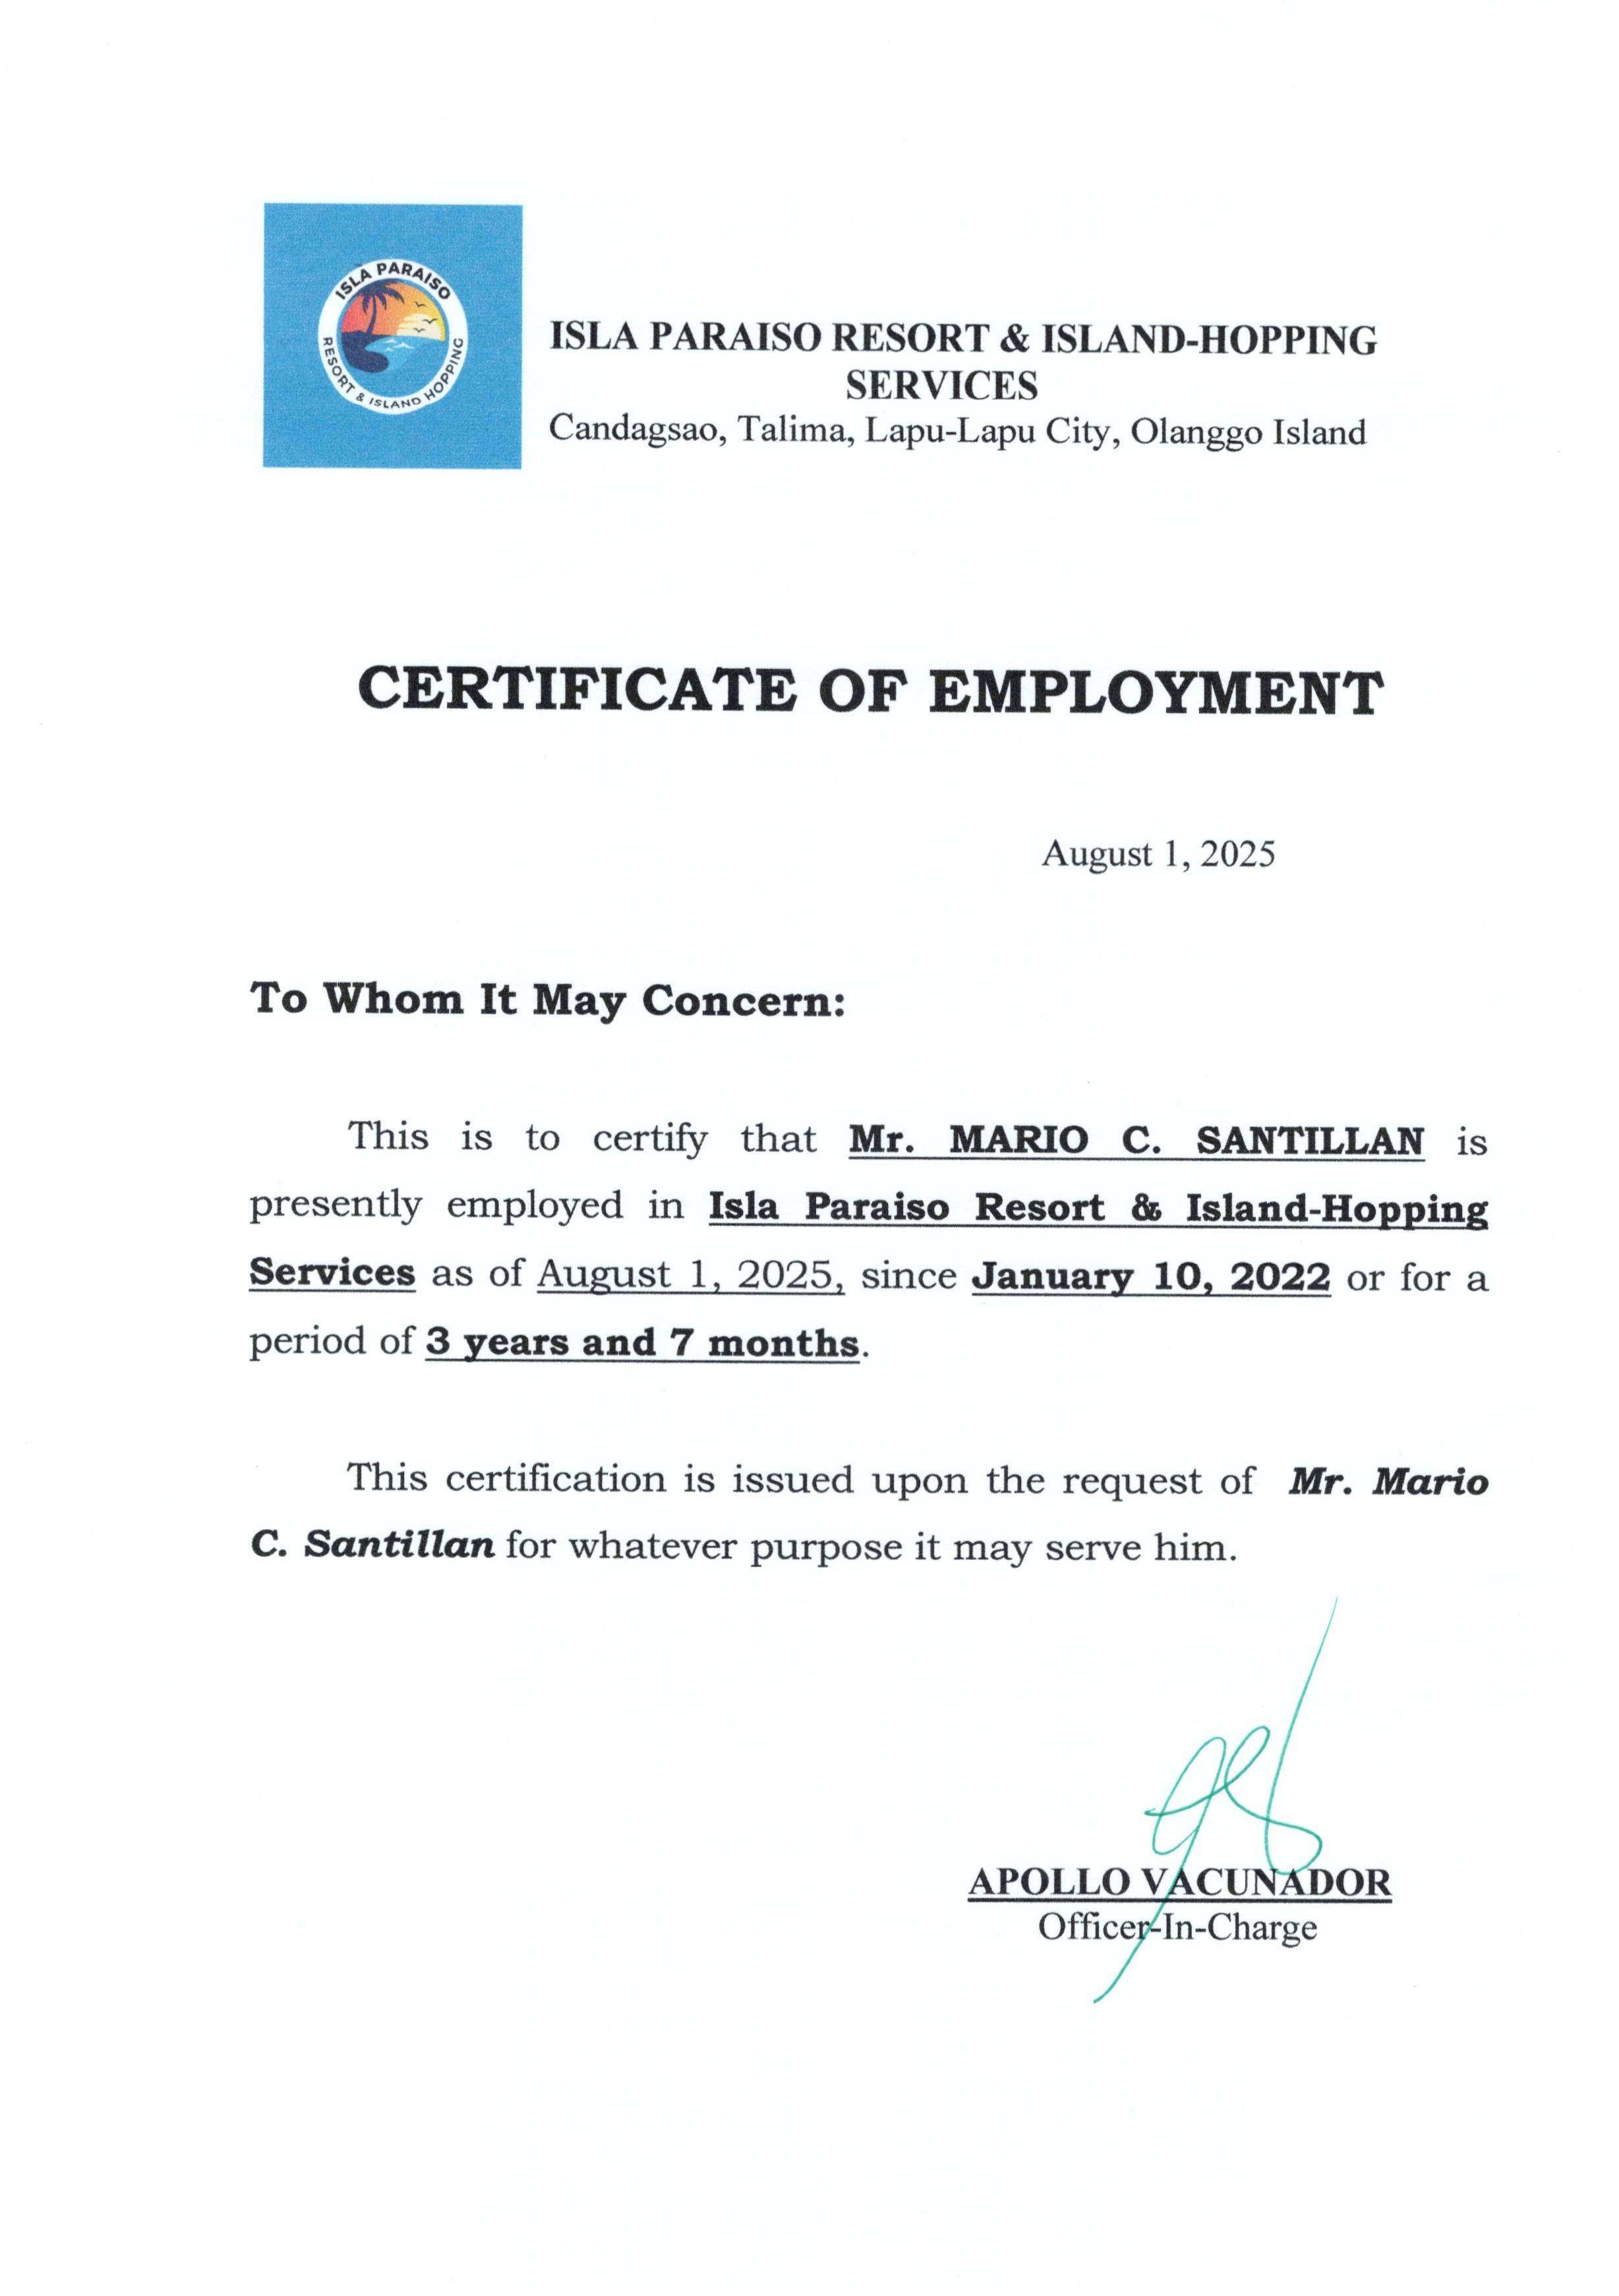 ISLA PARAISO
RESORT & ISLAND HOPPING
ISLA PARAISO RESORT & ISLAND-HOPPING
SERVICES
Candagsao, Talima, Lapu-Lapu City, Olanggo Island
CERTIFICATE OF EMPLOYMENT
August 1, 2025
To Whom It May Concern:
This is to certify that Mr. MARIO C. SANTILLAN is
presently employed in Isla Paraiso Resort & Island-Hopping
Services as of August 1, 2025, since January 10, 2022 or for a
period of 3 years and 7 months.
This certification is issued upon the request of Mr. Mario
C. Santillan for whatever purpose it may serve him.
APOLLO VACUNADOR
Officer-In-Charge